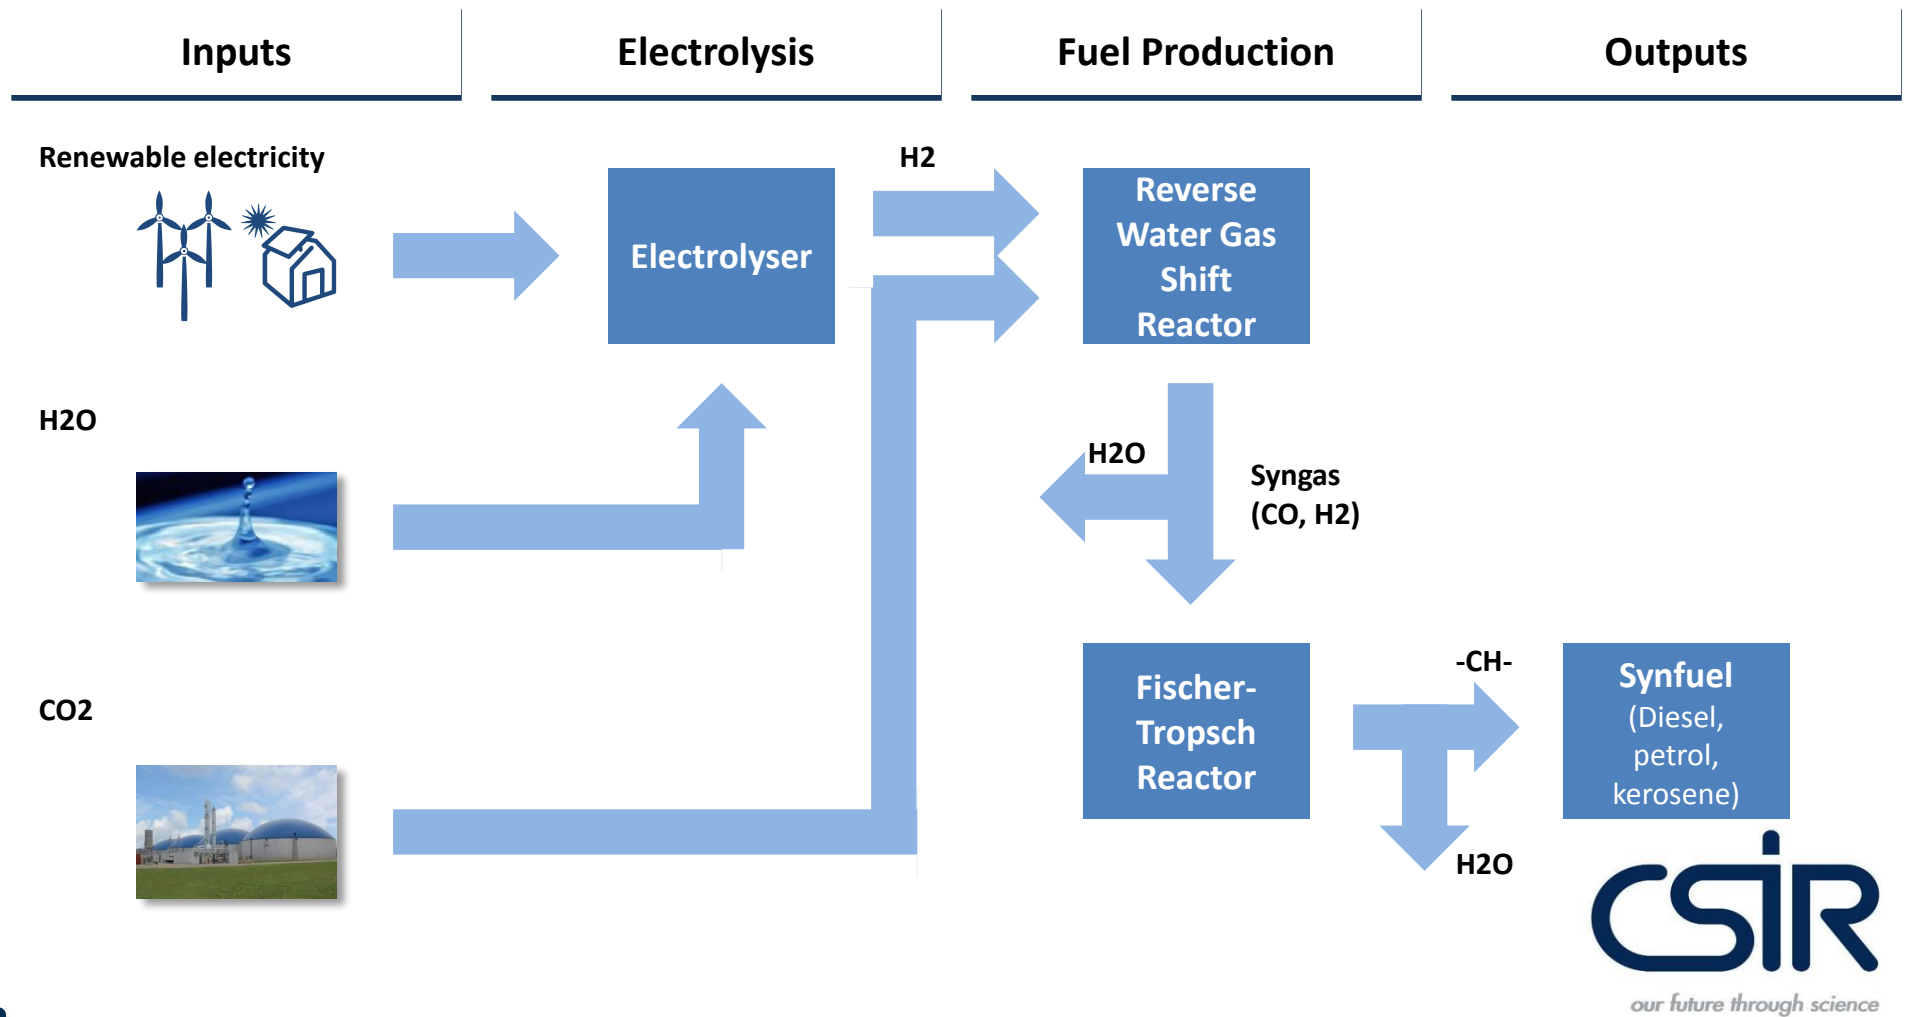 Inputs
Electrolysis
Fuel Production
Outputs
Renewable electricity
H2O
CO2
Electrolyser
H2
Reverse
Water Gas
Shift
Reactor
H2O
Syngas
(CO, H2)
Fischer-
Tropsch
Reactor
-CH-
H2O
Synfuel
(Diesel,
petrol,
kerosene)
CSIR
our future through science